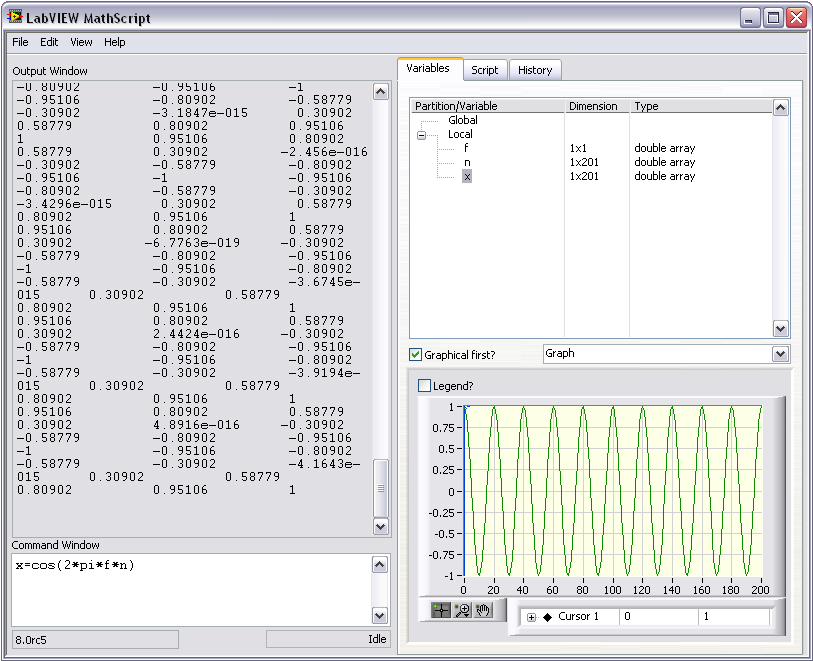 LabVIEW MathScript
File Edit View Help
Output Window
-0.80902 -0.95106 -1
-0.95106 -0.80902 -0.58779
-0.30902 -3.1847e-015 0.30902
0.58779 0.80902 0.95106
1 0.95106 0.80902
0.58779 0.30902 -2.456e-016
-0.30902 -0.58779 -0.80902
-0.95106 -1 -0.95106
-0.80902 -0.58779 -0.30902
-3.4296e-015 0.30902 0.58779
0.80902 0.95106 1
0.95106 0.80902 0.58779
0.30902 -6.7763e-019 -0.30902
-0.58779 -0.80902 -0.95106
-1 -0.95106 -0.80902
-0.58779 -0.30902 -3.6745e-
015 0.30902 0.58779
0.80902 0.95106 1
0.95106 0.80902 0.58779
0.30902 2.4424e-016 -0.30902
-0.58779 -0.80902 -0.95106
-1 -0.95106 -0.80902
-0.58779 -0.30902 -3.9194e-
015 0.30902 0.58779
0.80902 0.95106 1
0.95106 0.80902 0.58779
0.30902 4.8916e-016 -0.30902
-0.58779 -0.80902 -0.95106
-1 -0.95106 -0.80902
-0.58779 -0.30902 -4.1643e-
015 0.30902 0.58779
0.80902 0.95106 1
Command Window
x=cos(2*pi*f*n)
8.0rc5
Idle
Variables Script History
Partition/Variable Dimension Type
Global
Local
f 1x1 double array
n 1x201 double array
x 1x201 double array
Graphical first? Graph
Legend?
1
0.75
0.5
0.25
0
-0.25
-0.5
-0.75
-1
0 20 40 60 80 100 120 140 160 180 200
Cursor 1 0 1